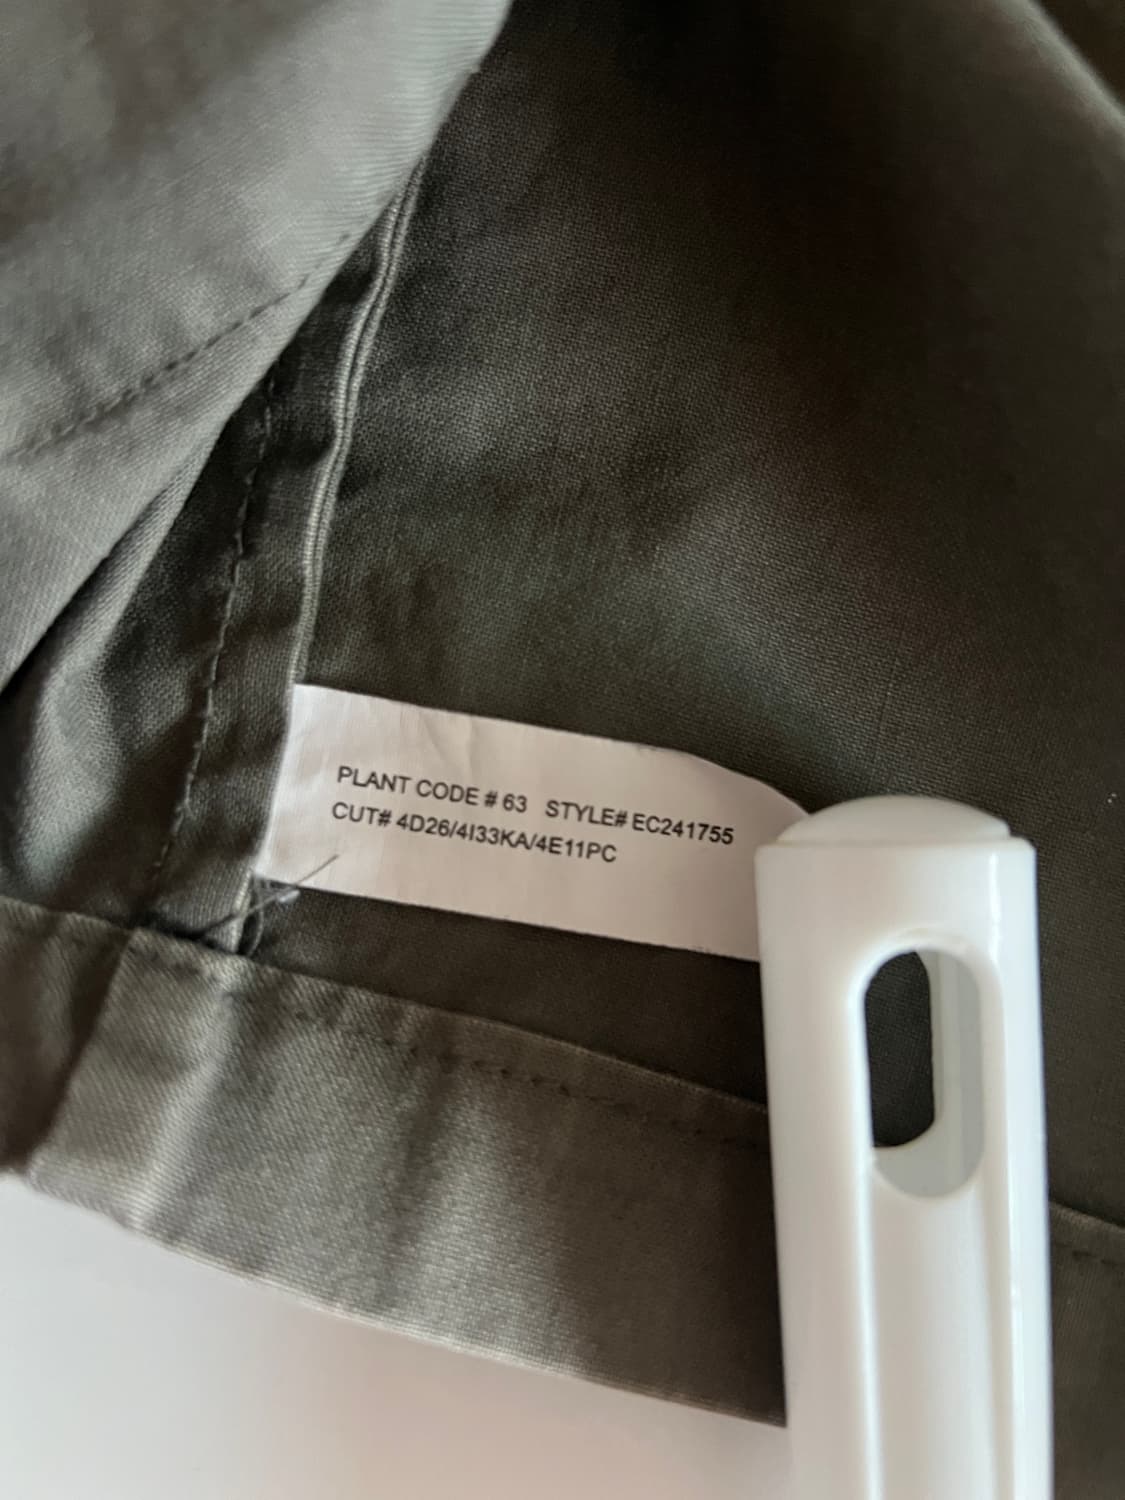 PLANT CODE # 63 STYLE# EC241755
CUT# 4D26/4I33KA/4E11PC